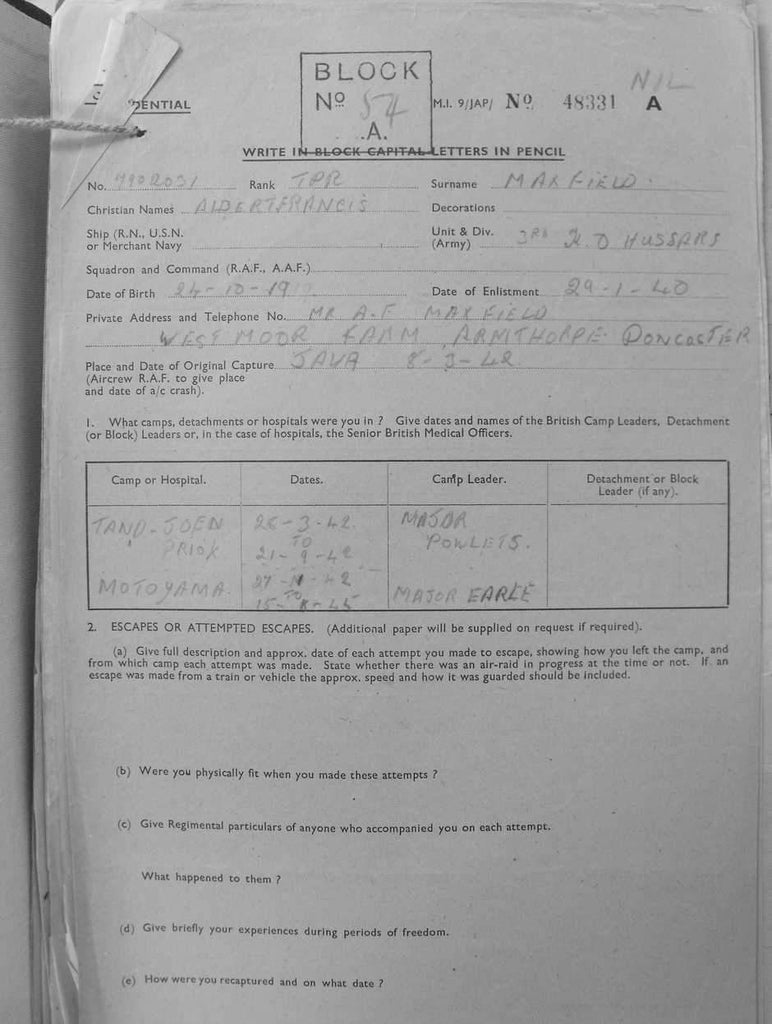 DENTIAL
BLOCK
Nº 54
.A.
M.I. 9/JAP/ Nº 48331 A
NIL
WRITE IN BLOCK CAPITAL LETTERS IN PENCIL
No. 7902031 Rank TPR Surname MAXFIELD.
Christian Names ALBERT FRANCIS Decorations
Ship (R.N., U.S.N. or Merchant Navy Unit & Div. (Army) 3RD K.O HUSSARS
Squadron and Command (R.A.F., A.A.F.)
Date of Birth 24-10-19 Date of Enlistment 29-1-40
Private Address and Telephone No. MR A.F MAXFIELD
WEST MOOR FARM ARMTHORPE DONCASTER
Place and Date of Original Capture JAVA 8-3-42
(Aircrew R.A.F. to give place
and date of a/c crash).
1. What camps, detachments or hospitals were you in ? Give dates and names of the British Camp Leaders, Detachment
(or Block) Leaders or, in the case of hospitals, the Senior British Medical Officers.
Camp or Hospital. Dates. Camp Leader. Detachment or Block
Leader (if any).
TAND-JOEN 26-3-42 MAJOR
PRIOK TO POWLETS.
21-9-42
MOTOYAMA 27-11-42 MAJOR EARLE
TO
15-8-45
2. ESCAPES OR ATTEMPTED ESCAPES. (Additional paper will be supplied on request if required).
(a) Give full description and approx. date of each attempt you made to escape, showing how you left the camp, and
from which camp each attempt was made. State whether there was an air-raid in progress at the time or not. If an
escape was made from a train or vehicle the approx. speed and how it was guarded should be included.
(b) Were you physically fit when you made these attempts ?
(c) Give Regimental particulars of anyone who accompanied you on each attempt.
What happened to them ?
(d) Give briefly your experiences during periods of freedom.
(e) How were you recaptured and on what date ?